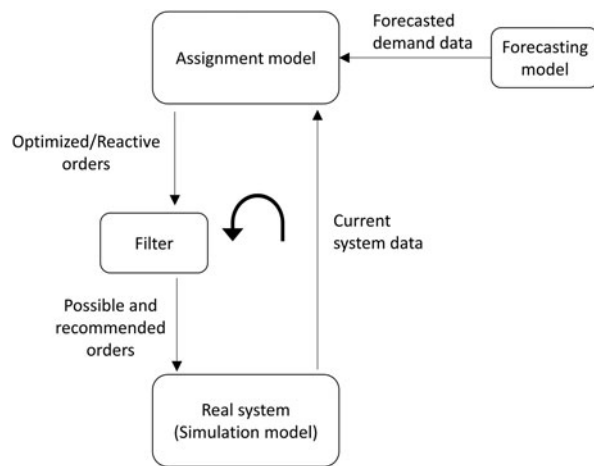 Forecasted
demand data
Assignment model
Forecasting
model
Optimized/Reactive
orders
Filter
Current
system data
Possible and
recommended
orders
Real system
(Simulation model)